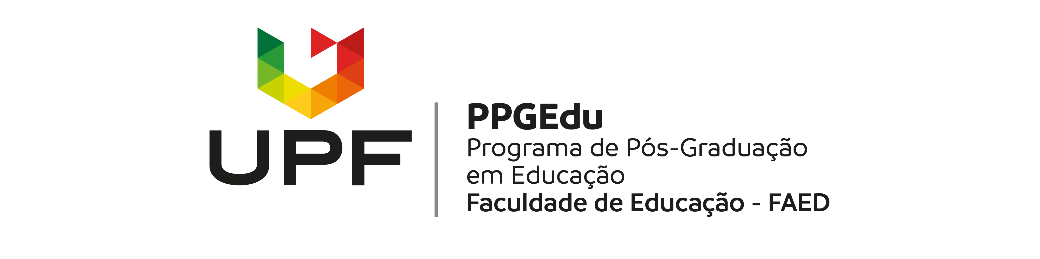 UPF
PPGEdu
Programa de Pós-Graduação
em Educação
Faculdade de Educação - FAED